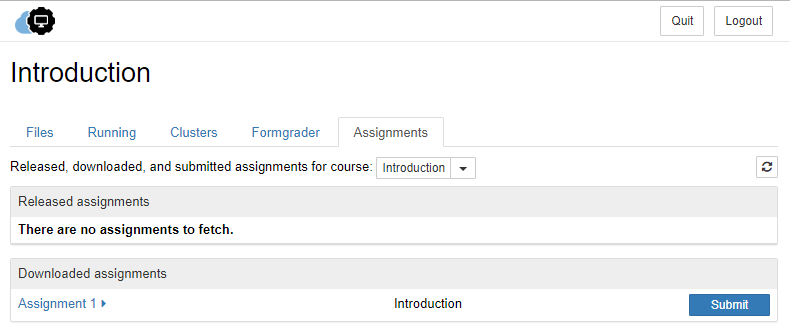 Quit Logout
Introduction
Files Running Clusters Formgrader Assignments
Released, downloaded, and submitted assignments for course: Introduction
Released assignments
There are no assignments to fetch.
Downloaded assignments
Assignment 1 Introduction Submit